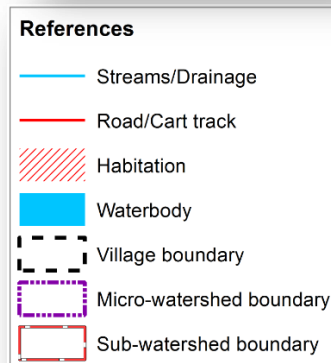 References
Streams/Drainage
Road/Cart track
Habitation
Waterbody
Village boundary
Micro-watershed boundary
Sub-watershed boundary